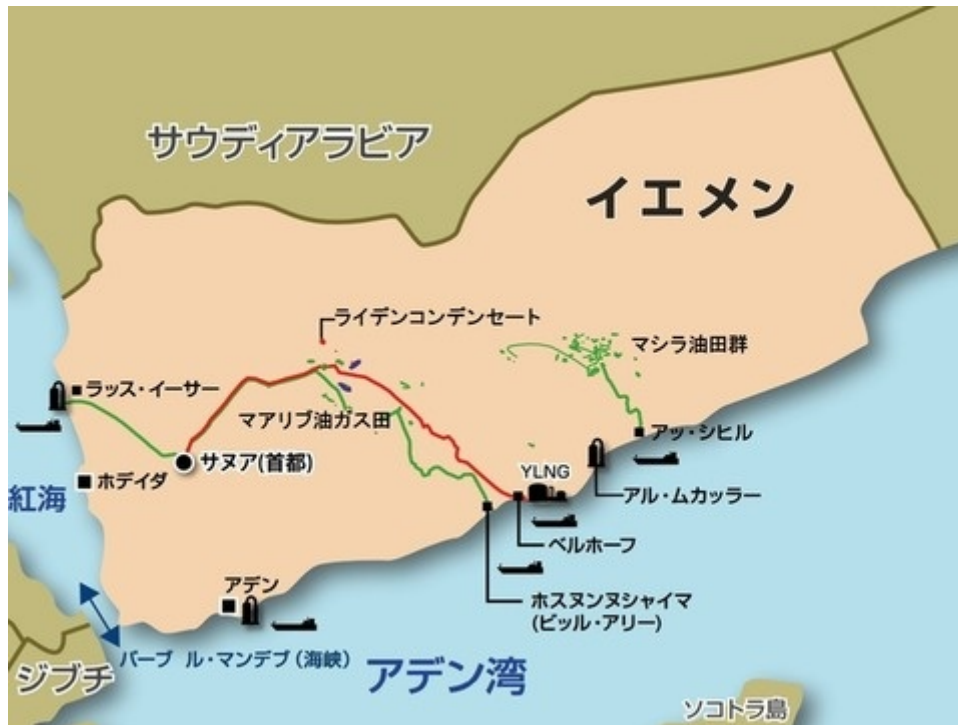 サウディアラビア
イエメン
ライデンコンデンセート
マシラ油田群
ラッス・イーサー
マアリブ油ガス田
アッ・シヒル
サヌア(首都)
YLNG
ホデイダ
アル・ムカッラー
紅海
ベルホーフ
アデン
ホスヌンヌシャイマ
(ビッル・アリー)
バーブ ル・マンデブ(海峡)
アデン湾
ジブチ
ソコトラ島